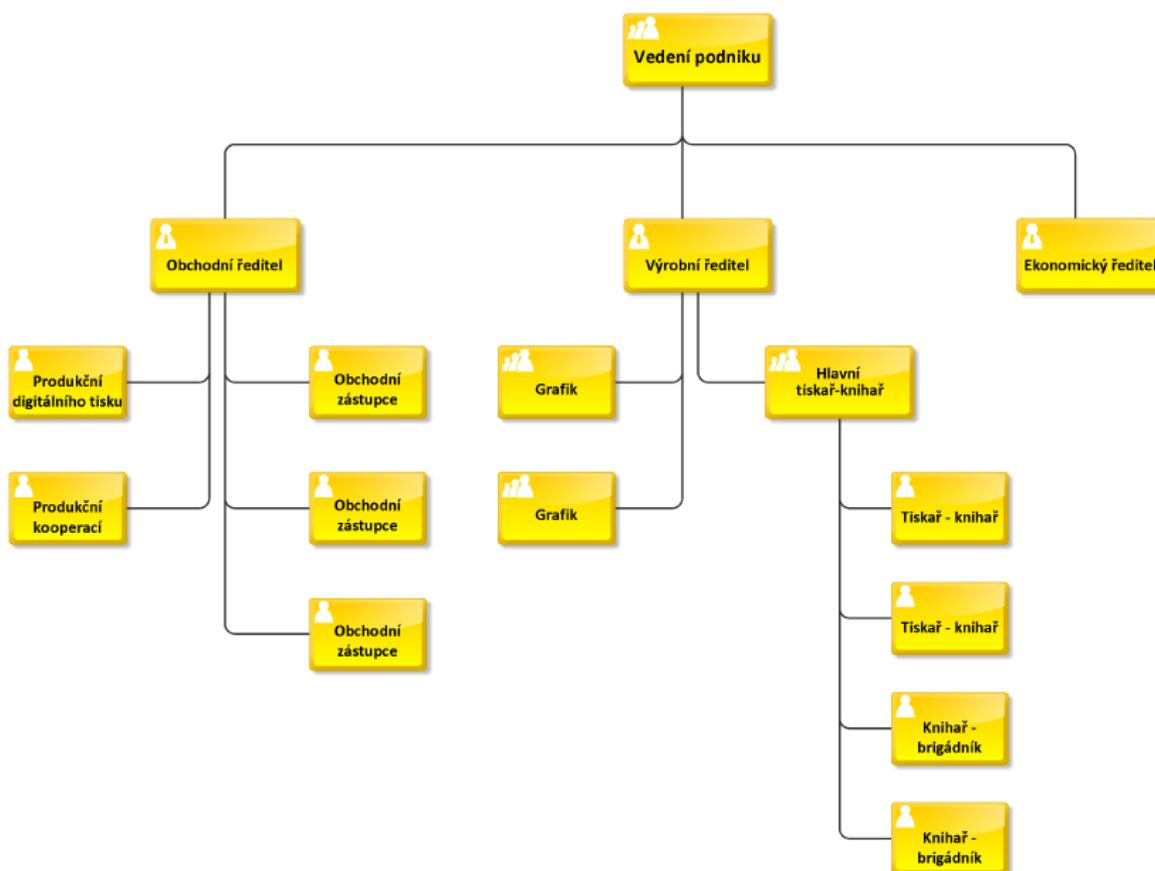 Vedení podniku
Obchodní ředitel
Výrobní ředitel
Ekonomický ředitel
Produkční
digitálního tisku
Obchodní
zástupce
Grafik
Hlavní
tiskař-knihař
Produkční
kooperací
Obchodní
zástupce
Grafik
Tiskař - knihař
Obchodní
zástupce
Tiskař - knihař
Knihař -
brigádník
Knihař -
brigádník